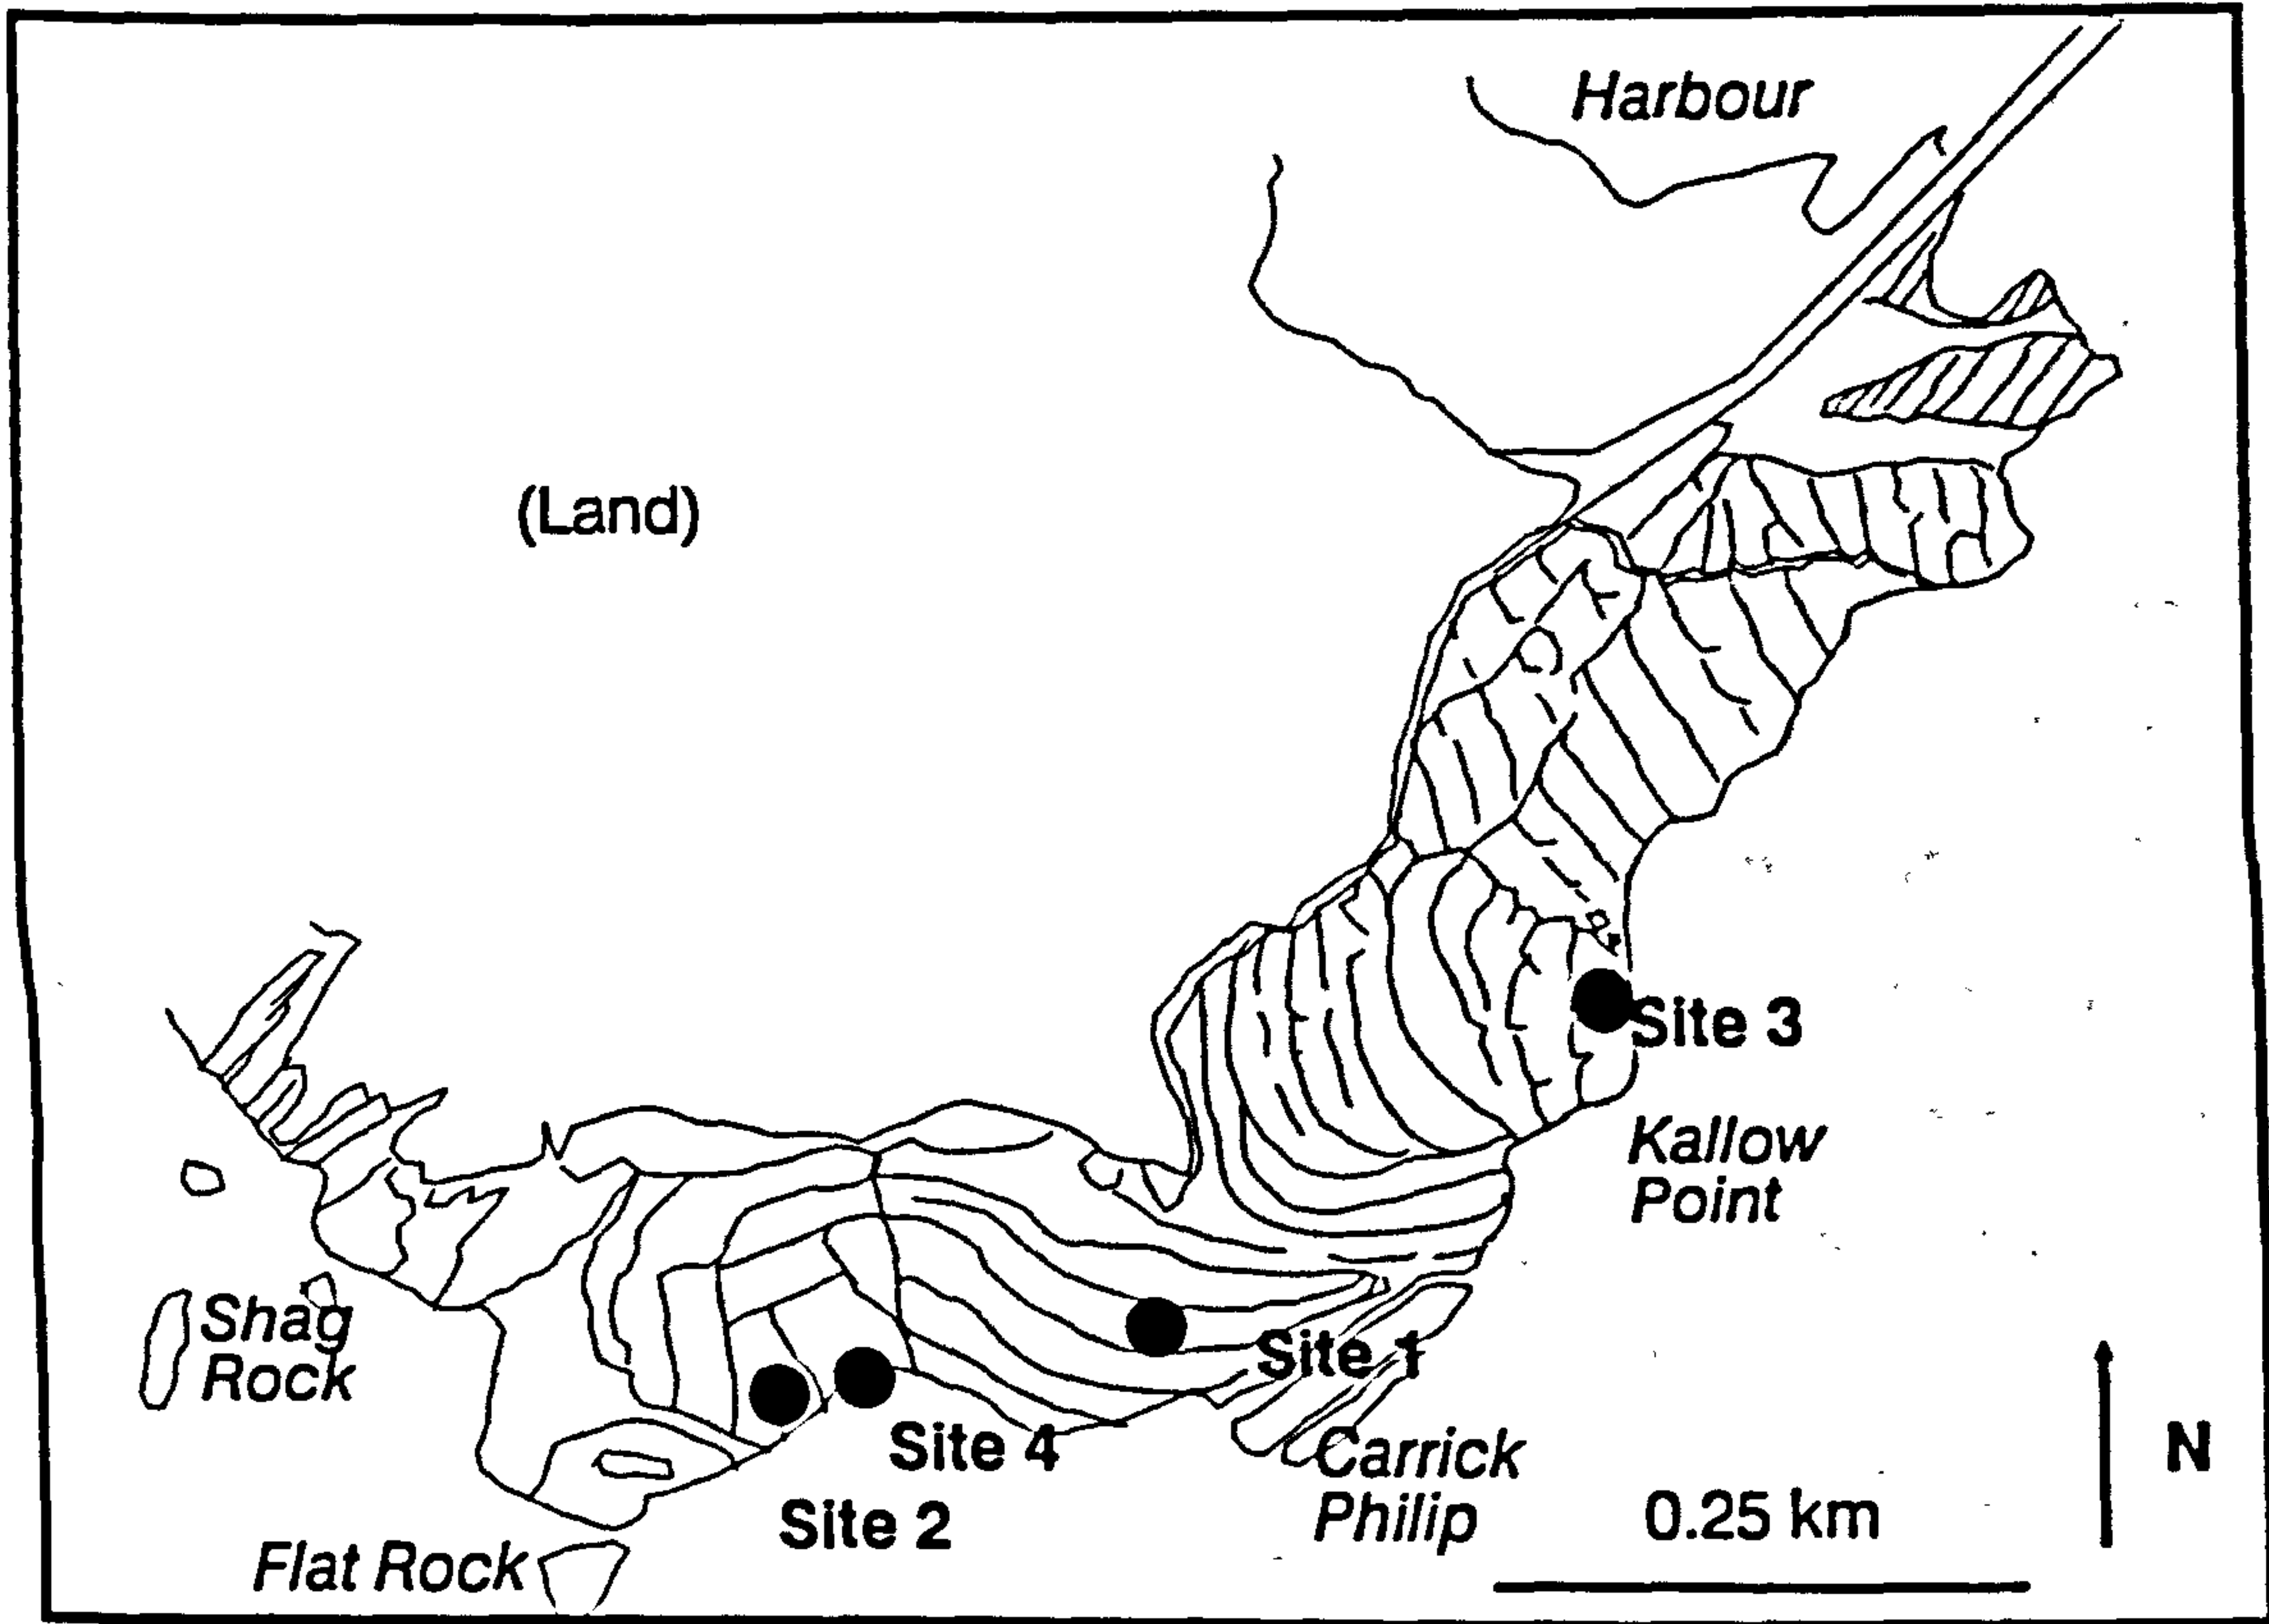 Harbour
(Land)
Site 3
Kallow
Point
Shag
Rock
Site 1
Site 4
Carrick
Philip
N
0.25 km
Site 2
Flat Rock